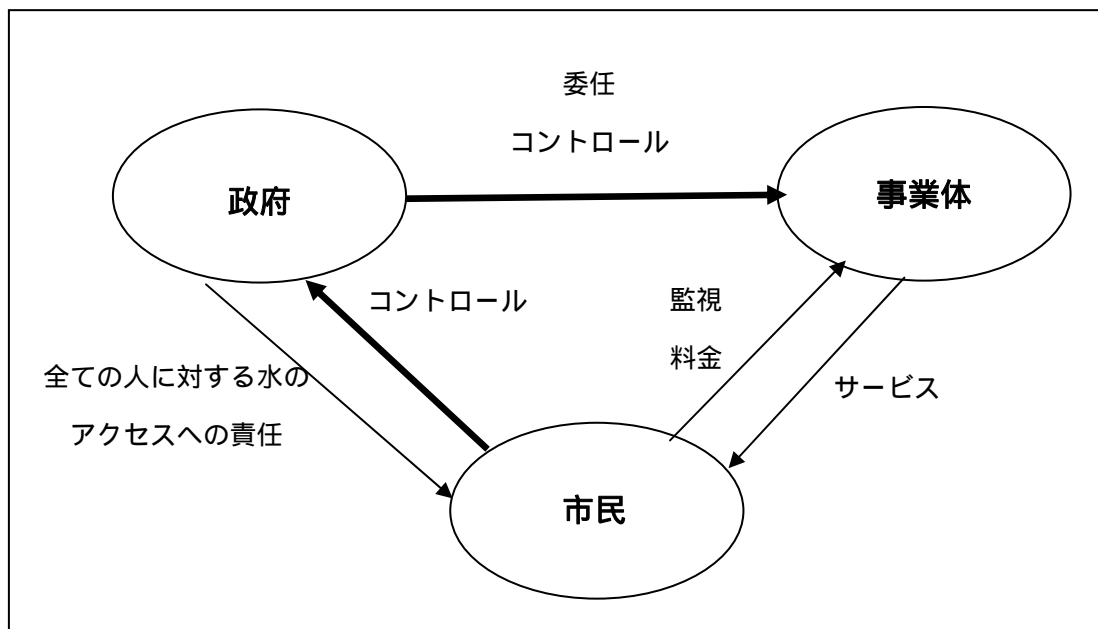 委任
コントロール
政府
事業体
コントロール
監視
料金
全ての人に対する水の
アクセスへの責任
サービス
市民